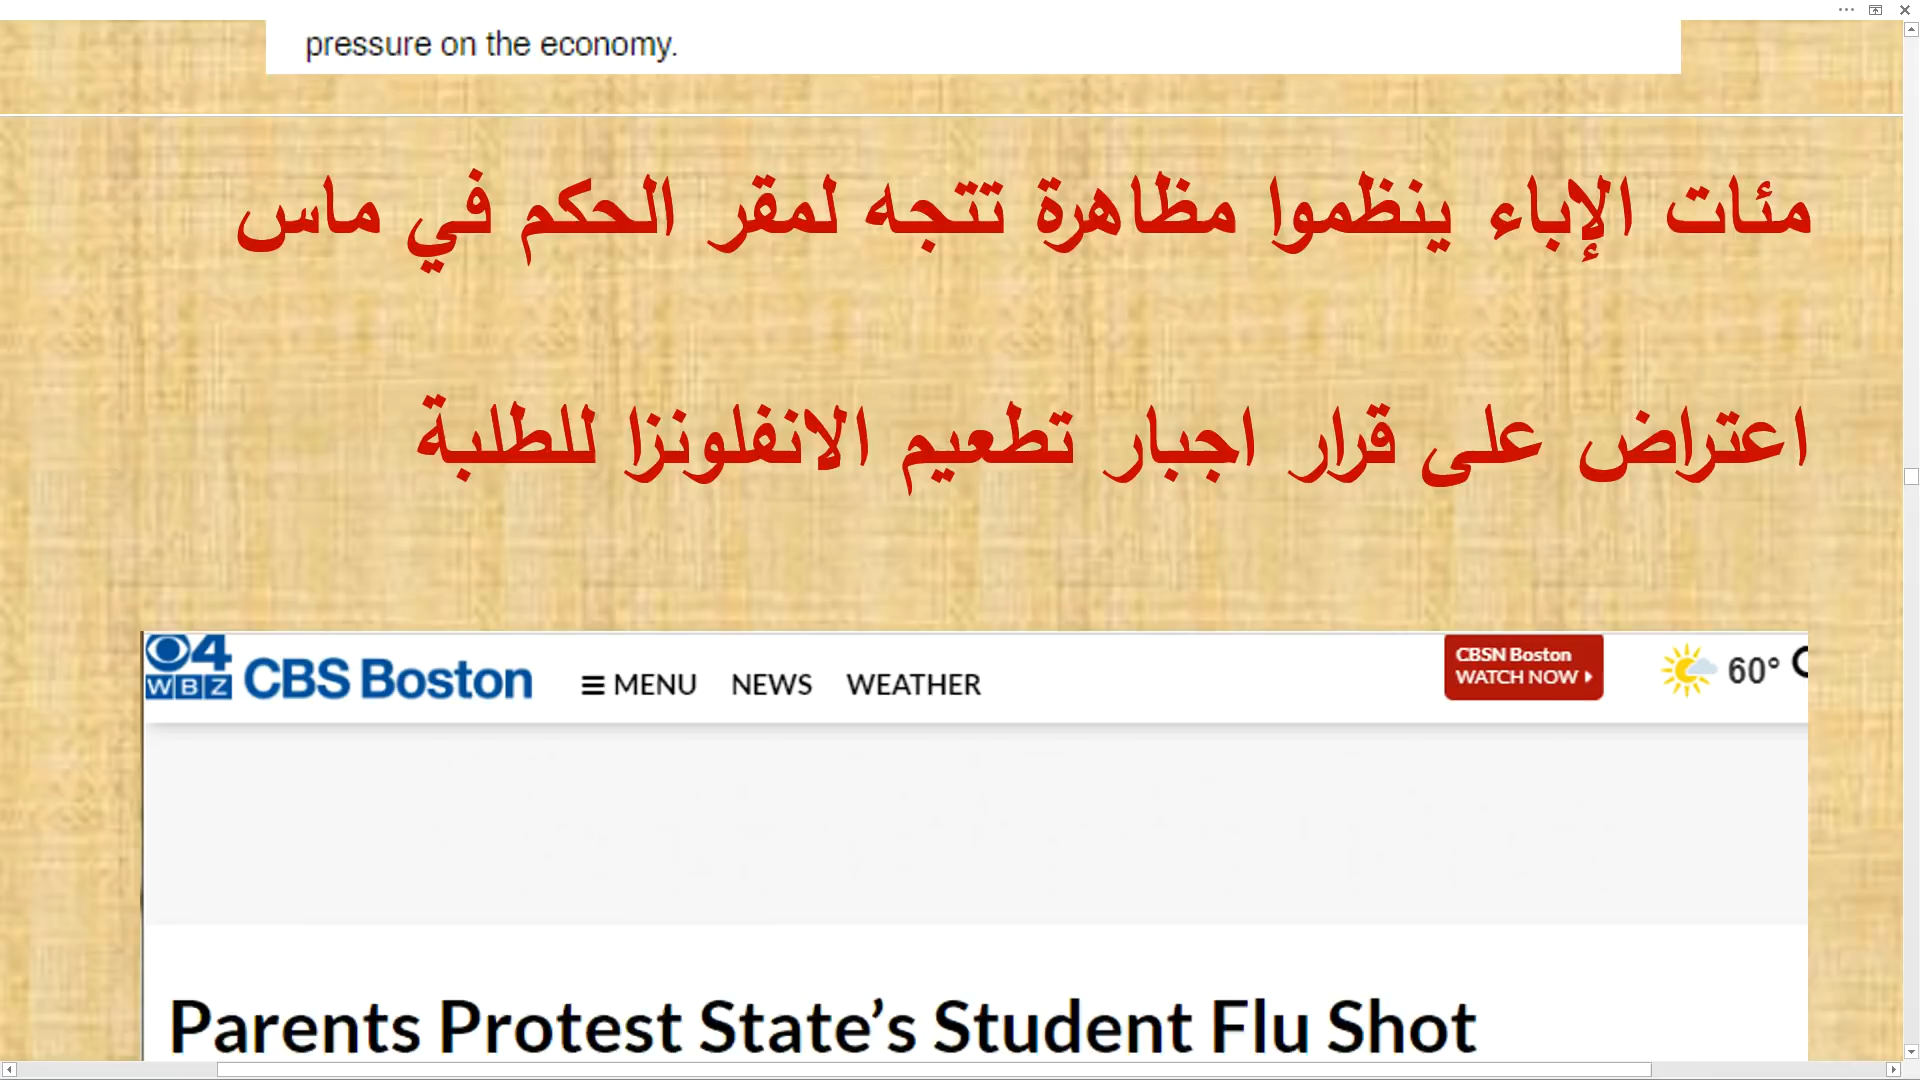 pressure on the economy.
مئات الإباء ينظموا مظاهرة تتجه لمقر الحكم في ماس
اعتراض على قرار اجبار تطعيم الانفلونزا للطلبة
4
WBZ CBS Boston
MENU NEWS WEATHER
CBSN Boston
WATCH NOW
60°
Parents Protest State’s Student Flu Shot